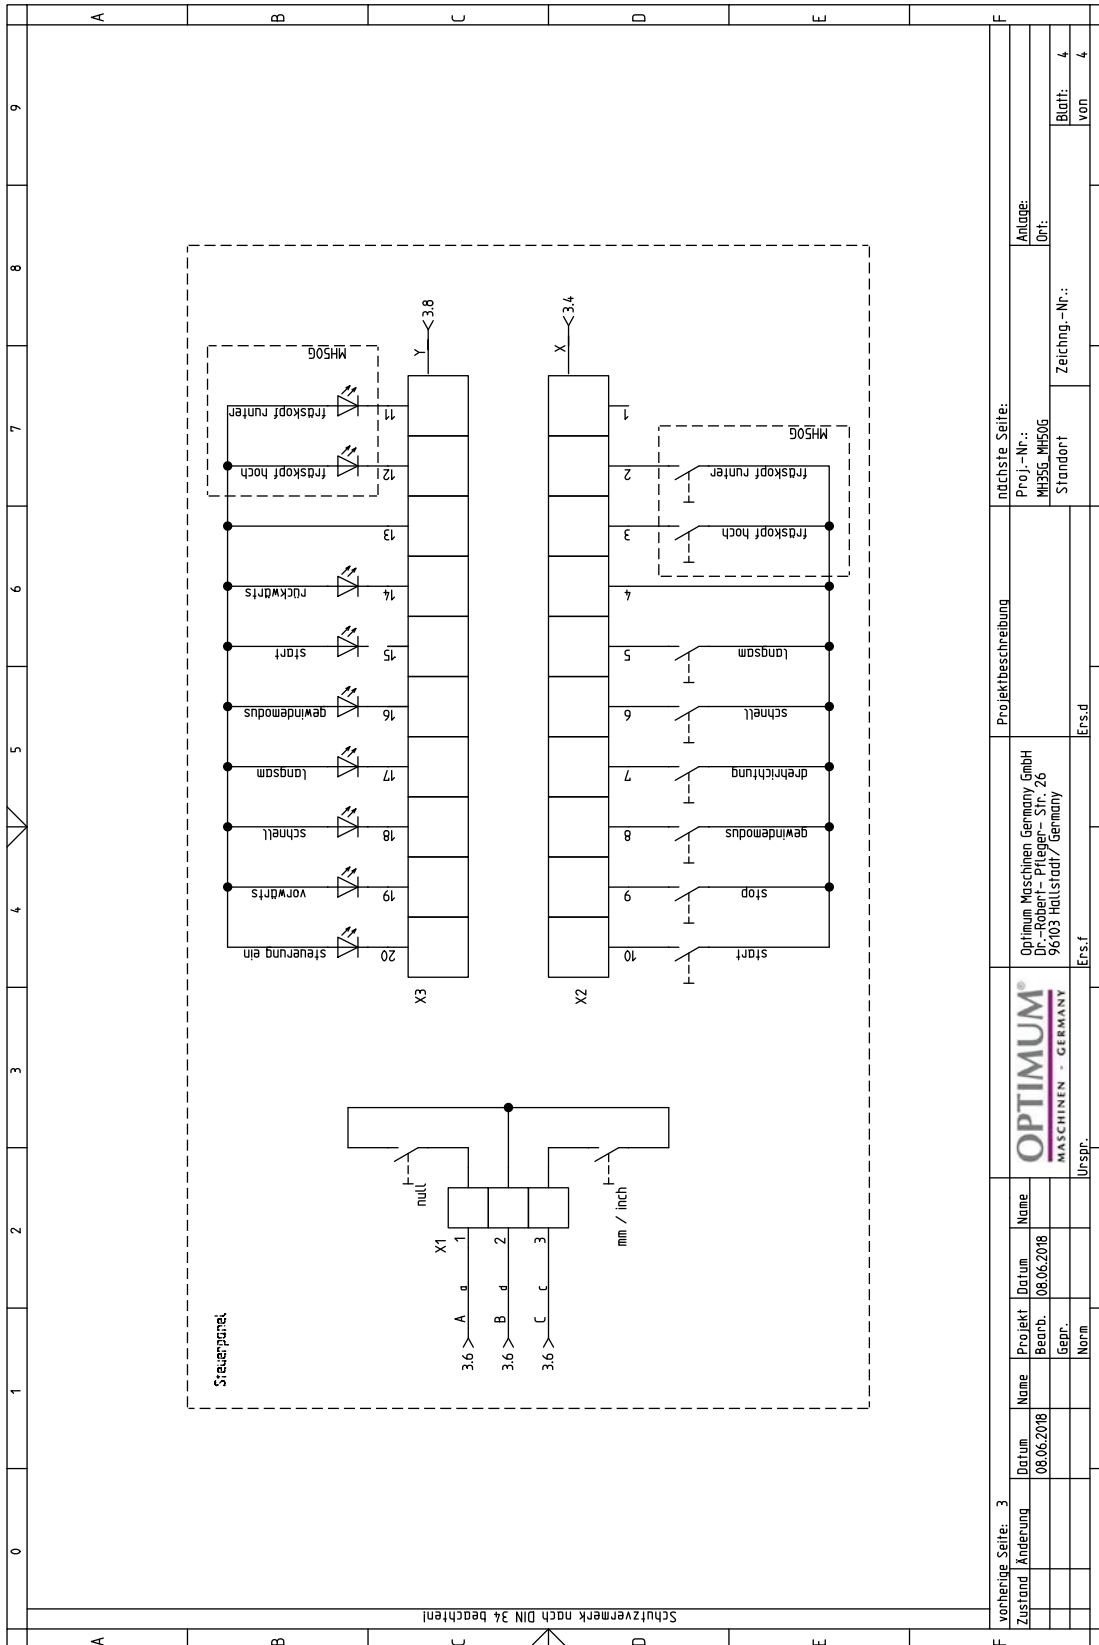 0 1 2 3 4 5 6 7 8 9
A
B
C
D
E
F
A
B
C
D
E
F
Schutzvermerk nach DIN 34 beachten!
Steuerpanel
steuerung ein
vorwärts
schnell
langsam
gewindemodus
start
rückwärts
fräskopf hoch
fräskopf runter
MH50G
20 19 18 17 16 15 14 13 12 11
X3
Y
3.8
X1
null
3.6 A a 1
3.6 B d 2
3.6 C c 3
mm / inch
X2
X
3.4
10 9 8 7 6 5 4 3 2 1
start
stop
gewindemodus
drehrichtung
schnell
langsam
fräskopf hoch
fräskopf runter
MH50G
vorherige Seite: 3
Zustand Änderung Datum Name
08.06.2018
Projekt Datum Name
Bearb. 08.06.2018
Gepr.
Norm
OPTIMUM®
MASCHINEN - GERMANY
Urspr.
Optimum Maschinen Germany GmbH
Dr.-Robert- Pfleger- Str. 26
96103 Hallstadt/ Germany
Ers.f
Ers.d
Projektbeschreibung
nächste Seite:
Proj.-Nr.:
MH35G MH50G
Standort
Anlage:
Ort:
Zeichng.-Nr.:
Blatt: 4
von 4